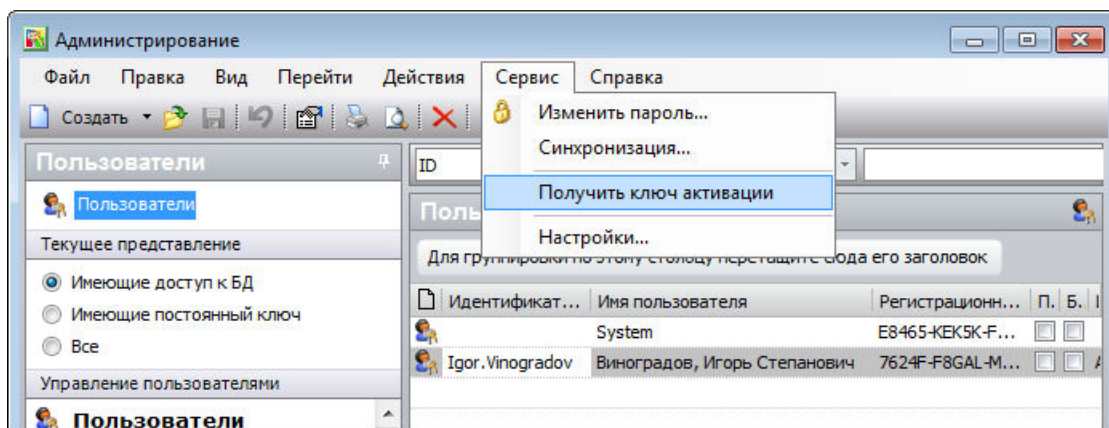 Администрирование
Файл Правка Вид Перейти Действия Сервис Справка
Создать
Изменить пароль...
Синхронизация...
Получить ключ активации
Настройки...
Пользователи
ID
Пользователи
Поль
Текущее представление
Для группировки по этому столбцу перетащите сюда его заголовок
Имеющие доступ к БД
Имеющие постоянный ключ
Все
Идентификат... Имя пользователя Регистрационн... П. Б.
System E8465-KEK5K-F...
Igor.Vinogradov Виноградов, Игорь Степанович 7624F-F8GAL-M...
Управление пользователями
Пользователи